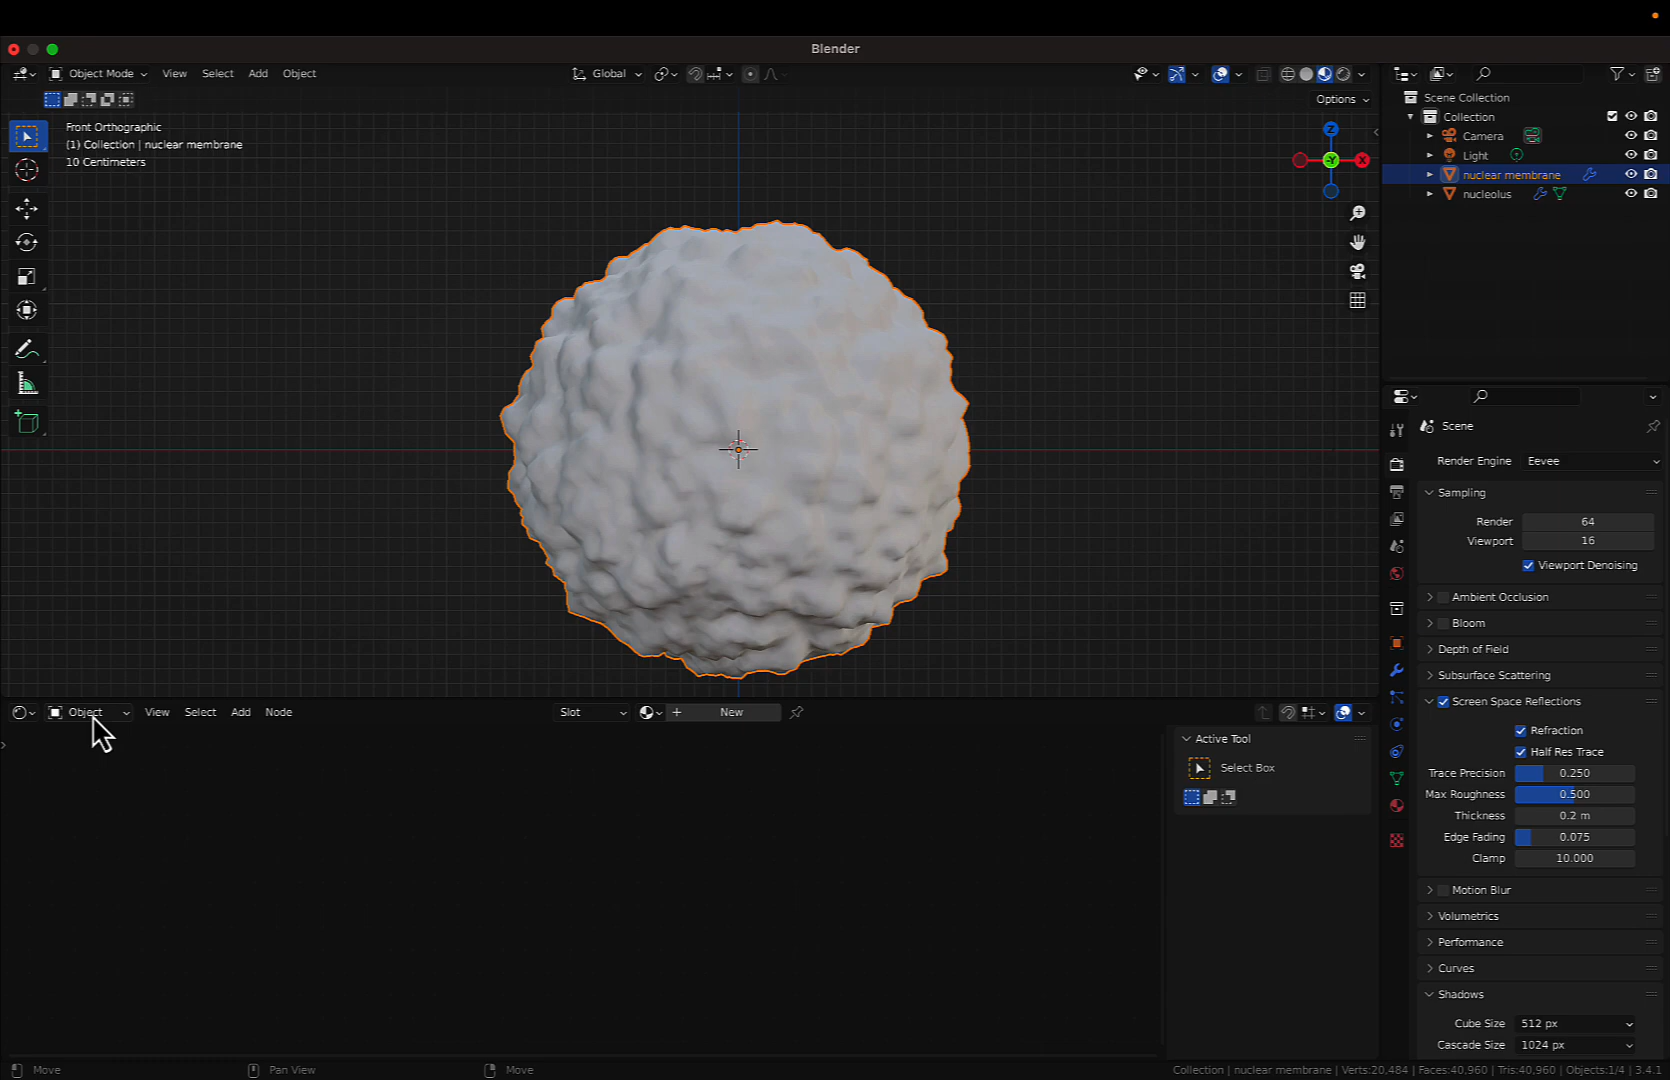 Blender
Object Mode View Select Add Object Global
Options
Front Orthographic
(1) Collection | nuclear membrane
10 Centimeters
Z
-Y
X
Scene Collection
Collection
Camera
Light
nuclear membrane
nucleolus
Scene
Render Engine Eevee
Sampling
Render 64
Viewport 16
Viewport Denoising
Ambient Occlusion
Bloom
Depth of Field
Subsurface Scattering
Screen Space Reflections
Refraction
Half Res Trace
Trace Precision 0.250
Max Roughness 0.500
Thickness 0.2 m
Edge Fading 0.075
Clamp 10.000
Motion Blur
Volumetrics
Performance
Curves
Shadows
Cube Size 512 px
Cascade Size 1024 px
Object View Select Add Node Slot New
Active Tool
Select Box
Move Pan View Move
Collection | nuclear membrane | Verts:20,484 | Faces:40,960 | Tris:40,960 | Objects:1/4 | 3.4.1